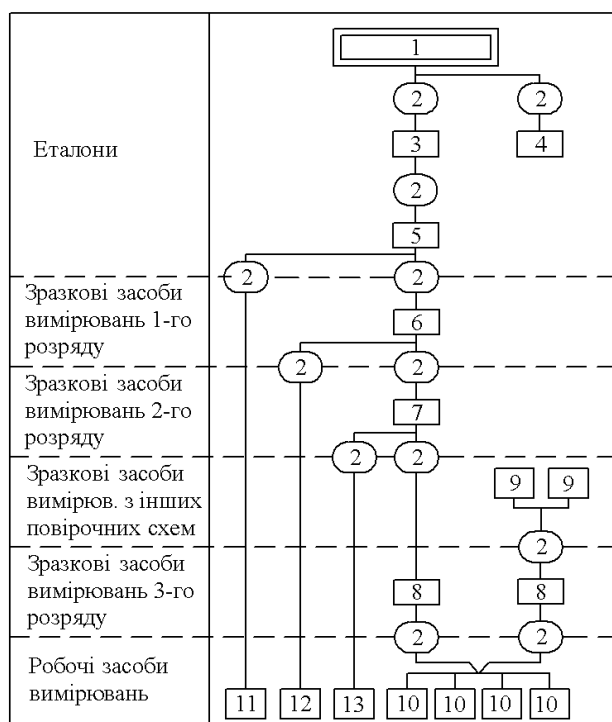 1
2 2
Еталони
3 4
2
5
2 2
Зразкові засоби
вимірювань 1-го
розряду
6
2 2
Зразкові засоби
вимірювань 2-го
розряду
7
2 2
Зразкові засоби
вимірюв. з інших
повірочних схем
9 9
2
Зразкові засоби
вимірювань 3-го
розряду
8 8
2 2
Робочі засоби
вимірювань
11 12 13 10 10 10 10